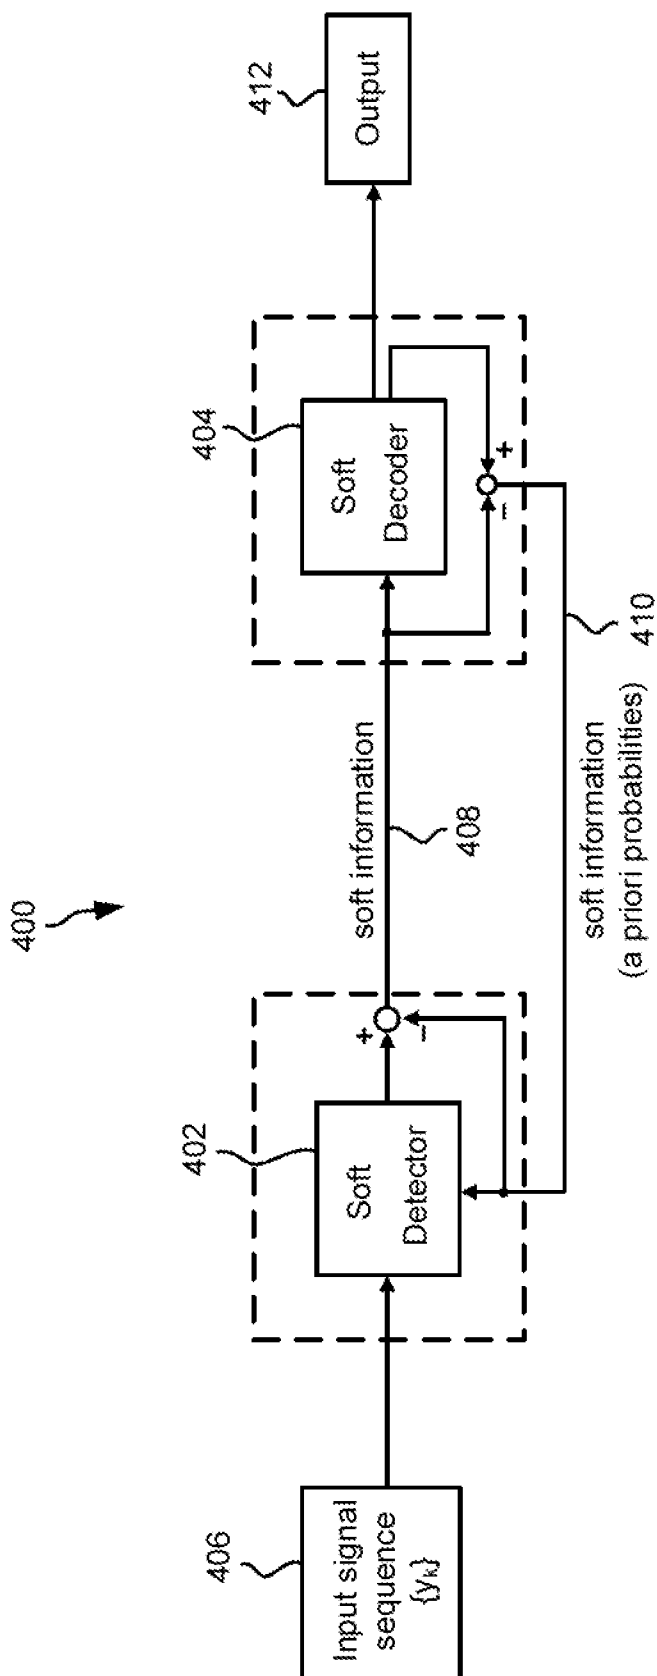 400
406
Input signal
sequence
{yk}
402
Soft
Detector
+
−
soft information
408
404
Soft
Decoder
+
−
412
Output
soft information
(a priori probabilities)
410